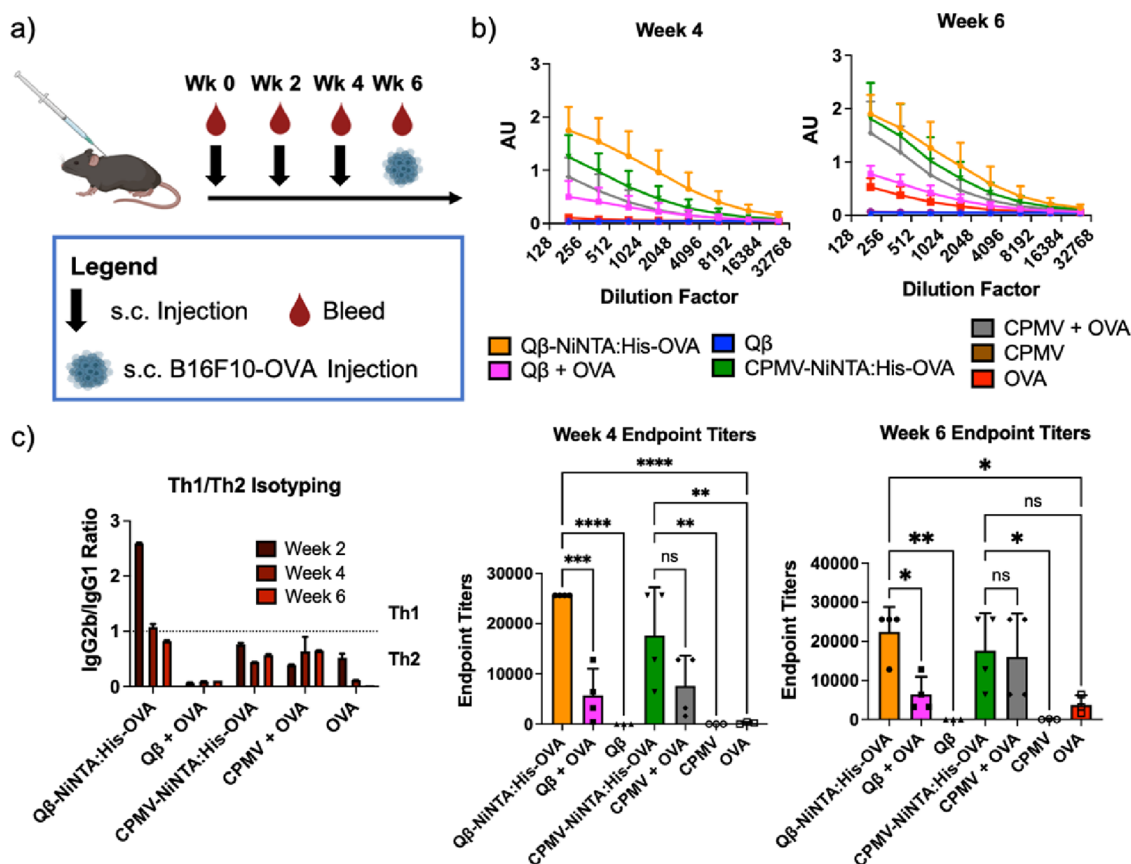 a)
Wk 0 Wk 2 Wk 4 Wk 6
Legend
s.c. Injection Bleed
s.c. B16F10-OVA Injection
b)
Week 4
AU
3
2
1
0
128 256 512 1024 2048 4096 8192 16384 32768
Dilution Factor
Week 6
AU
3
2
1
0
128 256 512 1024 2048 4096 8192 16384 32768
Dilution Factor
Qβ-NiNTA:His-OVA
Qβ + OVA
Qβ
CPMV-NiNTA:His-OVA
CPMV + OVA
CPMV
OVA
c)
Th1/Th2 Isotyping
IgG2b/IgG1 Ratio
3
2
1
0
Week 2
Week 4
Week 6
Th1
Th2
Qβ-NiNTA:His-OVA
Qβ + OVA
CPMV-NiNTA:His-OVA
CPMV + OVA
OVA
Week 4 Endpoint Titers
Endpoint Titers
30000
20000
10000
0
****
**
****
**
***
ns
Qβ-NiNTA:His-OVA
Qβ + OVA
Qβ
CPMV-NiNTA:His-OVA
CPMV + OVA
CPMV
OVA
Week 6 Endpoint Titers
Endpoint Titers
40000
30000
20000
10000
0
*
ns
**
*
*
ns
Qβ-NiNTA:His-OVA
Qβ + OVA
Qβ
CPMV-NiNTA:His-OVA
CPMV + OVA
CPMV
OVA